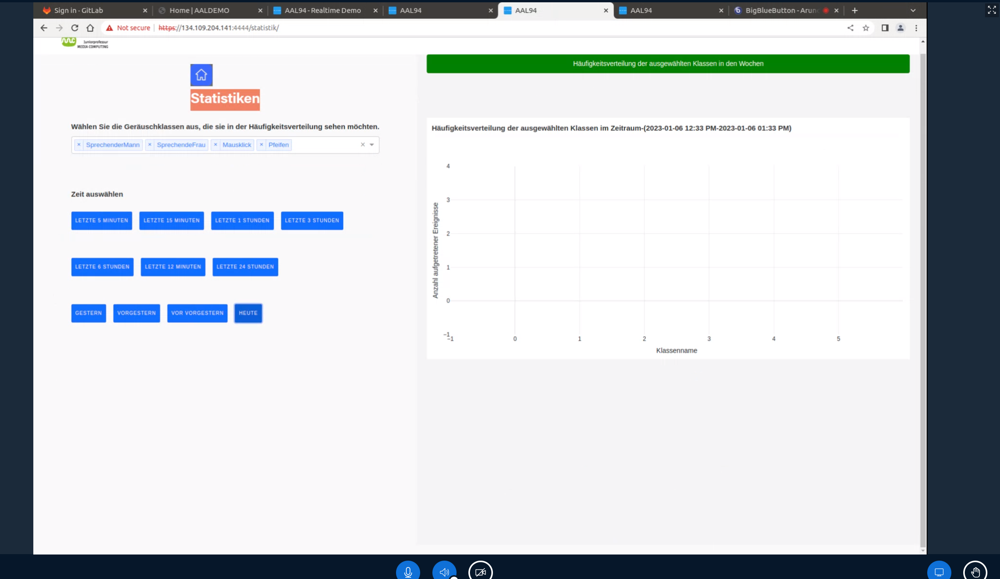 Sign in · GitLab
Home | AALDEMO
AAL94 - Realtime Demo
AAL94
AAL94
AAL94
BigBlueButton - Arun
Not secure
https://134.109.204.141:4444/statistik/
Juniorprofessur
MEDIA COMPUTING
Statistiken
Wählen Sie die Geräuschklassen aus, die sie in der Häufigkeitsverteilung sehen möchten.
× SprechenderMann × SprechendeFrau × Mausklick × Pfeifen
Zeit auswählen
LETZTE 5 MINUTEN LETZTE 15 MINUTEN LETZTE 1 STUNDEN LETZTE 3 STUNDEN
LETZTE 6 STUNDEN LETZTE 12 MINUTEN LETZTE 24 STUNDEN
GESTERN VORGESTERN VOR VORGESTERN HEUTE
Häufigkeitsverteilung der ausgewählten Klassen in den Wochen
Häufigkeitsverteilung der ausgewählten Klassen im Zeitraum-(2023-01-06 12:33 PM-2023-01-06 01:33 PM)
Anzahl aufgetretener Ereignisse
4
3
2
1
0
−1
−1 0 1 2 3 4 5
Klassenname